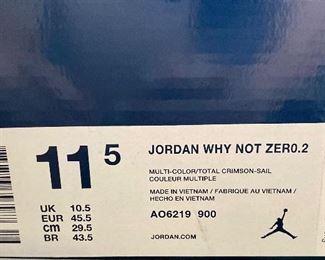 11 5
JORDAN WHY NOT ZER0.2
MULTI-COLOR/TOTAL CRIMSON-SAIL
COULEUR MULTIPLE
MADE IN VIETNAM / FABRIQUE AU VIETNAM /
HECHO EN VIETNAM
UK 10.5
EUR 45.5
cm 29.5
BR 43.5
AO6219 900
JORDAN.COM